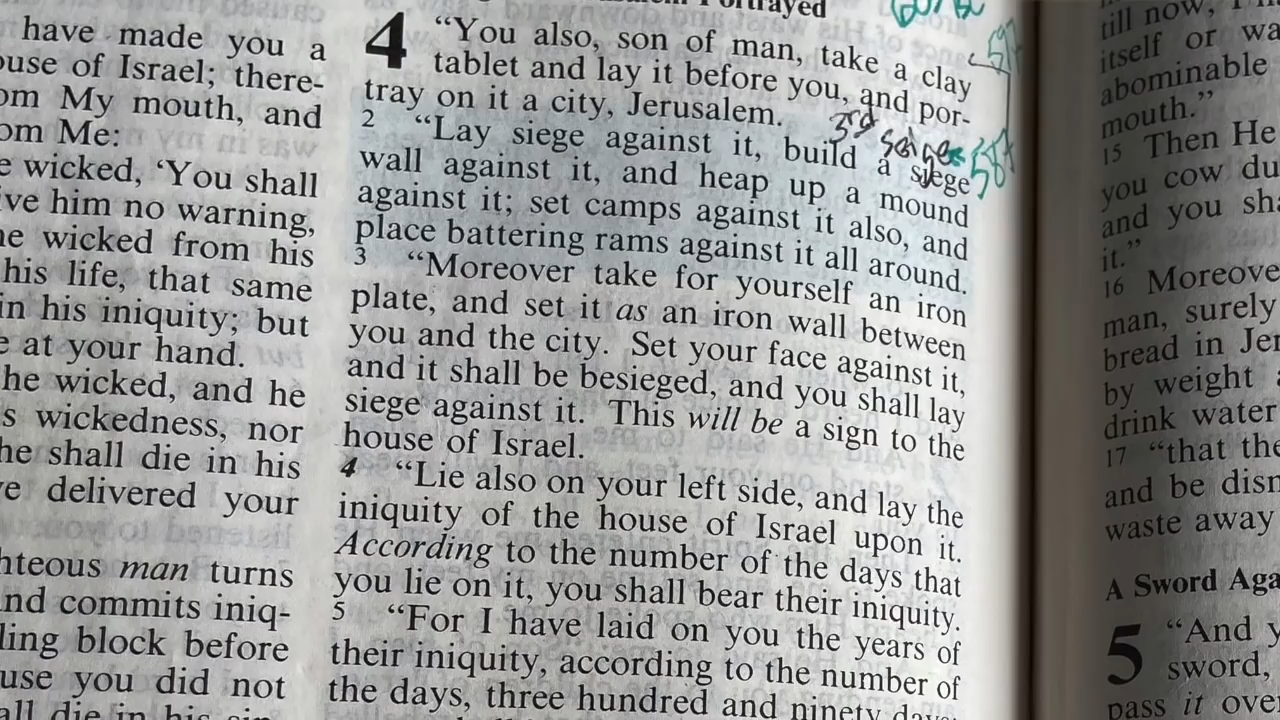 have made you a
ouse of Israel; there-
om My mouth, and
om Me:
e wicked, 'You shall
ive him no warning,
he wicked from his
his life, that same
in his iniquity; but
e at your hand.
he wicked, and he
s wickedness, nor
he shall die in his
ve delivered your
hteous man turns
nd commits iniq-
ling block before
use you did not
all die in his sin
Portrayed
4 "You also, son of man, take a clay
tablet and lay it before you, and por-
tray on it a city, Jerusalem.
3rd seige
2 "Lay siege against it, build a siege
wall against it, and heap up a mound
against it; set camps against it also, and
place battering rams against it all around.
3 "Moreover take for yourself an iron
plate, and set it as an iron wall between
you and the city. Set your face against it,
and it shall be besieged, and you shall lay
siege against it. This will be a sign to the
house of Israel.
4 "Lie also on your left side, and lay the
iniquity of the house of Israel upon it.
According to the number of the days that
you lie on it, you shall bear their iniquity.
5 "For I have laid on you the years of
their iniquity, according to the number of
the days, three hundred and ninety days;
till now,
itself or wa
abominable
mouth."
15 Then He
you cow du
and you sha
it."
16 Moreove
man, surely
bread in Jer
by weight
drink water
17 "that the
and be dism
waste away
A Sword Aga
5 "And y
sword,
pass it over